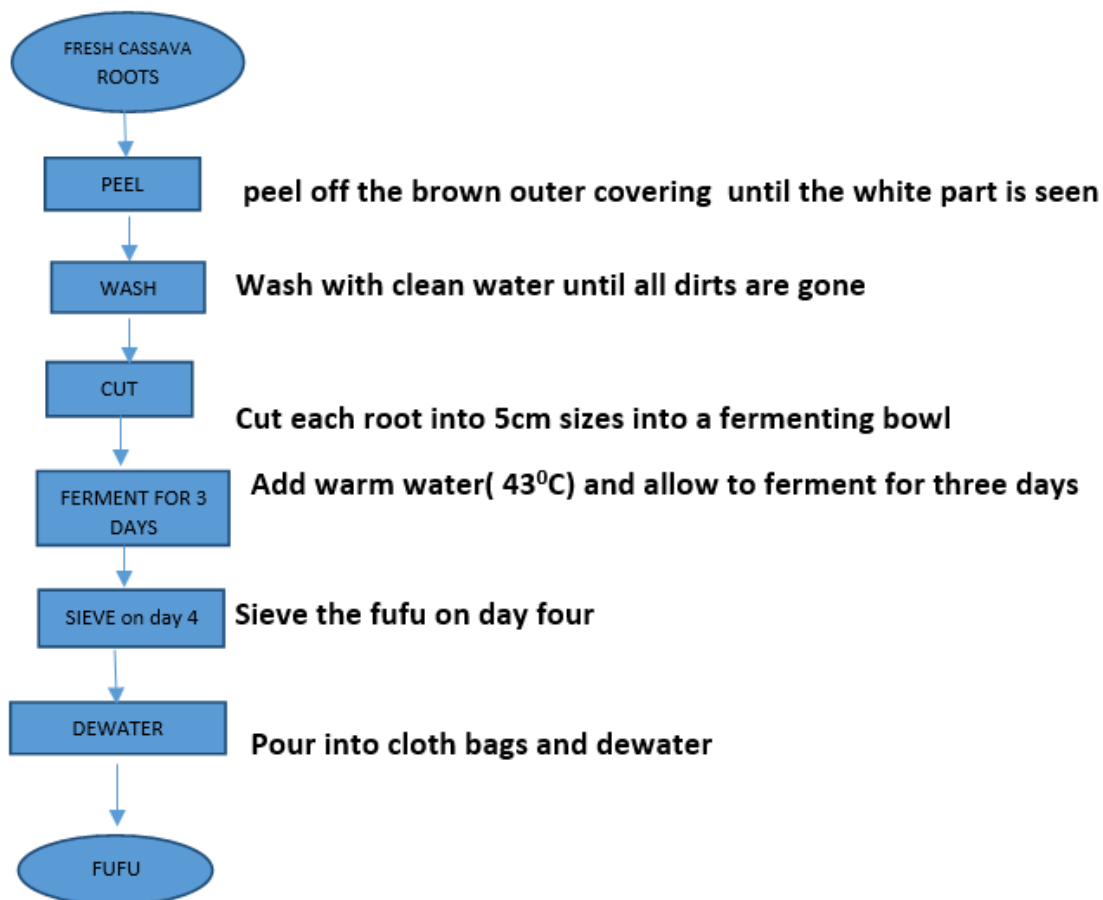 FRESH CASSAVA
ROOTS
PEEL
peel off the brown outer covering until the white part is seen
WASH
Wash with clean water until all dirts are gone
CUT
Cut each root into 5cm sizes into a fermenting bowl
FERMENT FOR 3
DAYS
Add warm water( 43⁰C) and allow to ferment for three days
SIEVE on day 4
Sieve the fufu on day four
DEWATER
Pour into cloth bags and dewater
FUFU